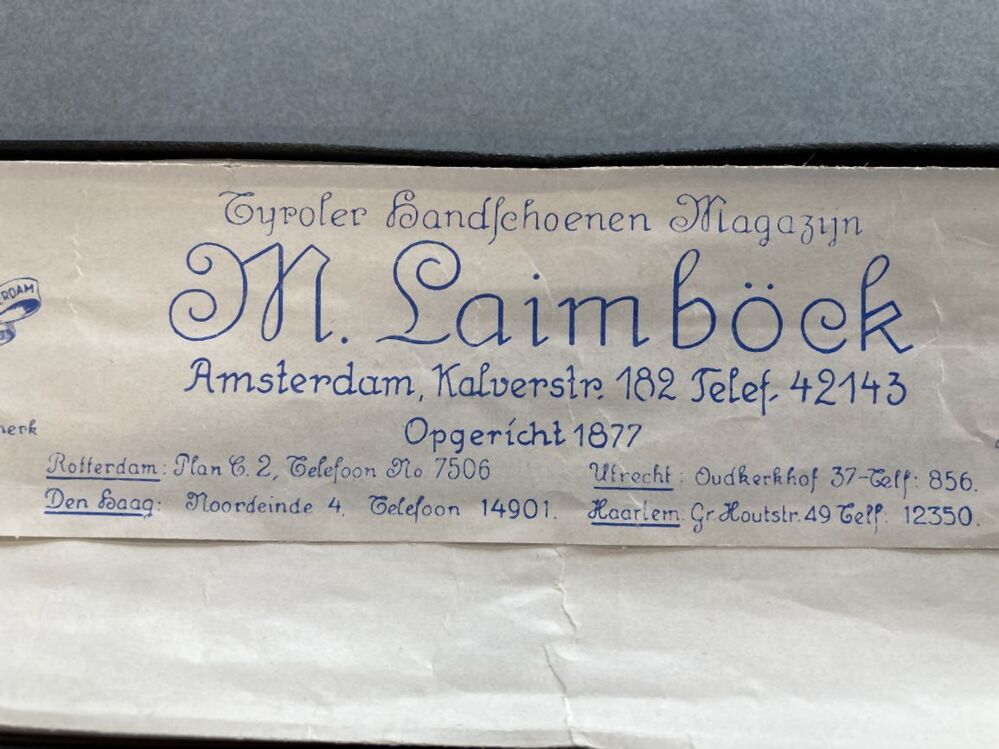 Tyroler Handschoenen Magazijn
M. Laimböck
Amsterdam, Kalverstr. 182 Telef. 42143
Opgericht 1877
Rotterdam: Plan C. 2, Telefoon No 7506
Utrecht: Oudkerkhof 37-Telf: 856.
Den Haag: Noordeinde 4. Telefoon 14901.
Haarlem: Gr Houtstr. 49 Telf. 12350.